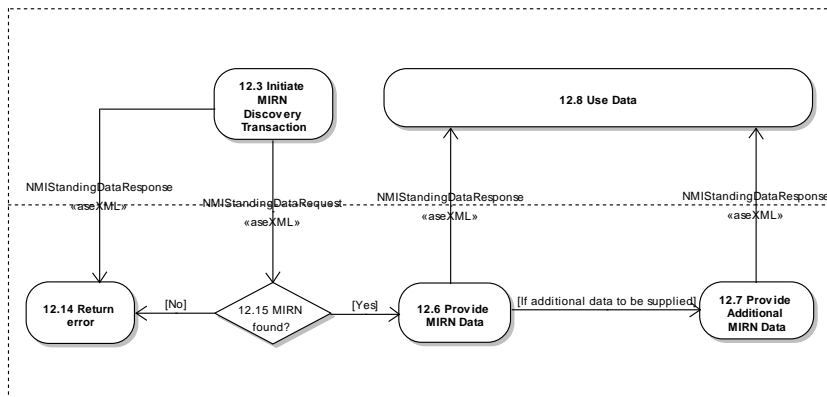 12.3 Initiate
MIRN
Discovery
Transaction
12.8 Use Data
NMIStandingDataResponse
«aseXML»
NMIStandingDataRequest
«aseXML»
NMIStandingDataResponse
«aseXML»
NMIStandingDataResponse
«aseXML»
12.14 Return
error
[No]
12.15 MIRN
found?
[Yes]
12.6 Provide
MIRN Data
[If additional data to be supplied]
12.7 Provide
Additional
MIRN Data